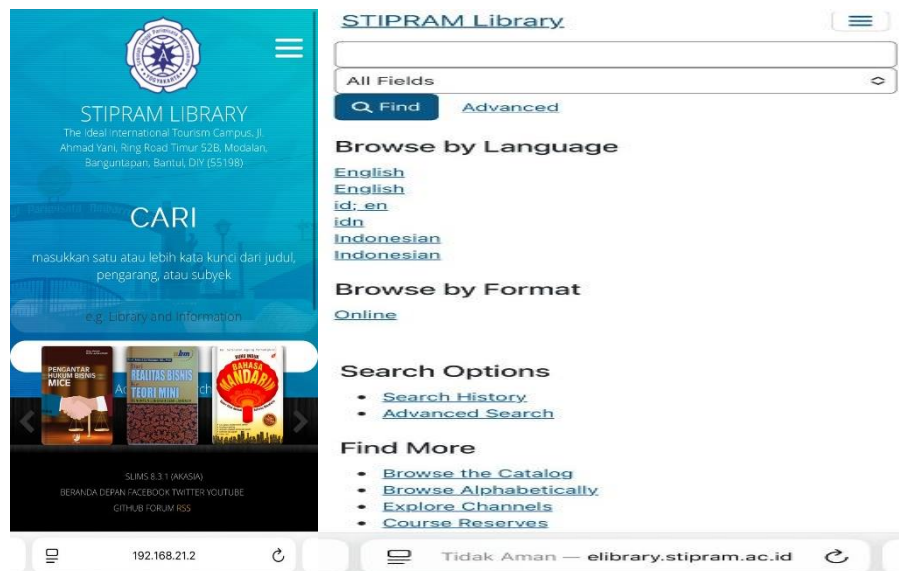 STIPRAM LIBRARY
The Ideal International Tourism Campus. Jl.
Ahmad Yani, Ring Road Timur 52B, Modalan,
Banguntapan, Bantul, DIY (55198)
CARI
masukkan satu atau lebih kata kunci dari judul,
pengarang, atau subyek
e.g. Library and Information
PENGANTAR
HUKUM BISNIS
MICE
REALITAS BISNIS
TEORI MINI
BAHASA
MANDARIN
SLIMS 8.3.1 (AKASIA)
BERANDA DEPAN FACEBOOK TWITTER YOUTUBE
GITHUB FORUM RSS
192.168.21.2
STIPRAM Library
All Fields
Find Advanced
Browse by Language
English
English
id; en
idn
Indonesian
Indonesian
Browse by Format
Online
Search Options
Search History
Advanced Search
Find More
Browse the Catalog
Browse Alphabetically
Explore Channels
Course Reserves
Tidak Aman — elibrary.stipram.ac.id